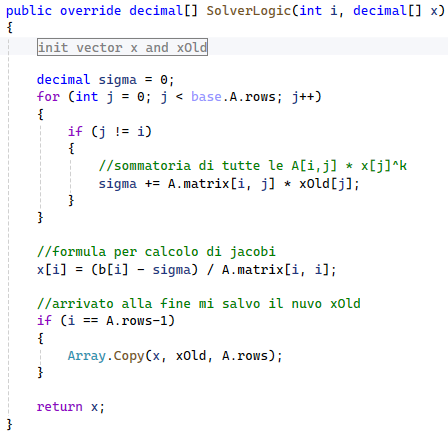 public override decimal[] SolverLogic(int i, decimal[] x)
{
init vector x and xOld
decimal sigma = 0;
for (int j = 0; j < base.A.rows; j++)
{
if (j != i)
{
//sommatoria di tutte le A[i,j] * x[j]^k
sigma += A.matrix[i, j] * xOld[j];
}
}
//formula per calcolo di jacobi
x[i] = (b[i] - sigma) / A.matrix[i, i];
//arrivato alla fine mi salvo il nuvo xOld
if (i == A.rows-1)
{
Array.Copy(x, xOld, A.rows);
}
return x;
}